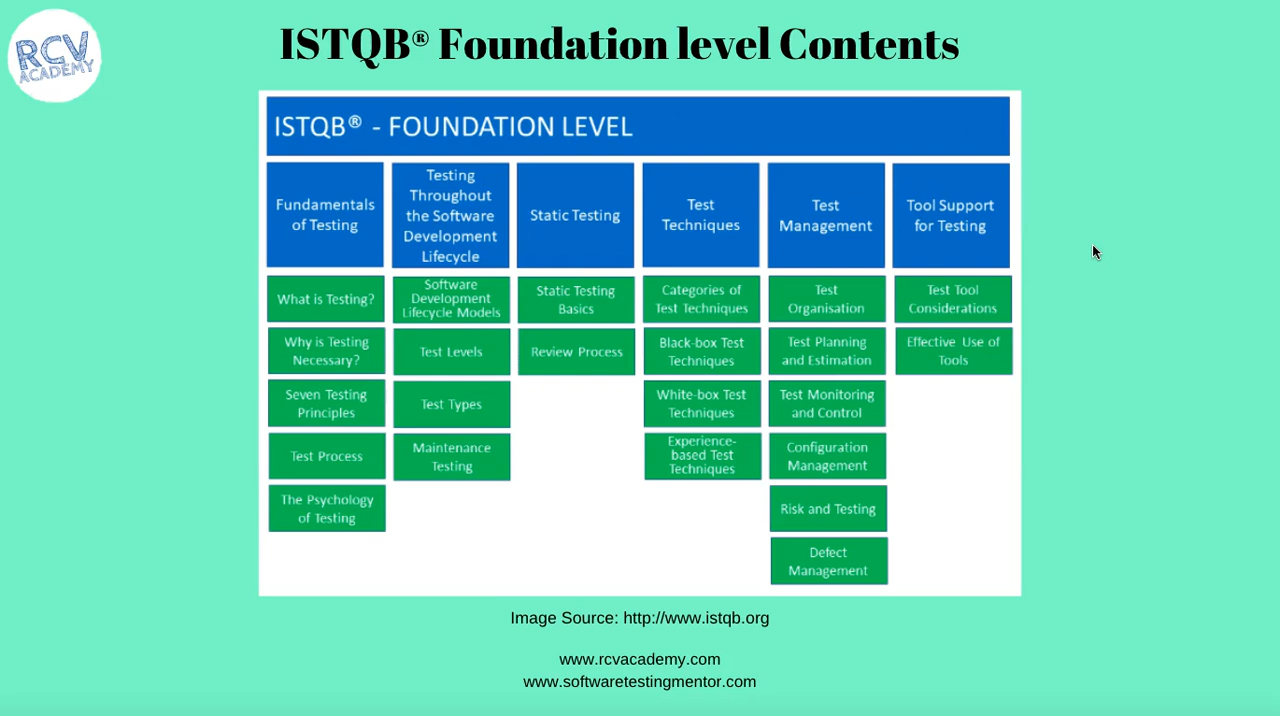 RCV
ACADEMY
ISTQB® Foundation level Contents
ISTQB® - FOUNDATION LEVEL
Fundamentals
of Testing
Testing
Throughout
the Software
Development
Lifecycle
Static Testing
Test
Techniques
Test
Management
Tool Support
for Testing
What is Testing?
Why is Testing
Necessary?
Seven Testing
Principles
Test Process
The Psychology
of Testing
Software
Development
Lifecycle Models
Test Levels
Test Types
Maintenance
Testing
Static Testing
Basics
Review Process
Categories of
Test Techniques
Black-box Test
Techniques
White-box Test
Techniques
Experience-
based Test
Techniques
Test
Organisation
Test Planning
and Estimation
Test Monitoring
and Control
Configuration
Management
Risk and Testing
Defect
Management
Test Tool
Considerations
Effective Use of
Tools
Image Source: http://www.istqb.org
www.rcvacademy.com
www.softwaretestingmentor.com